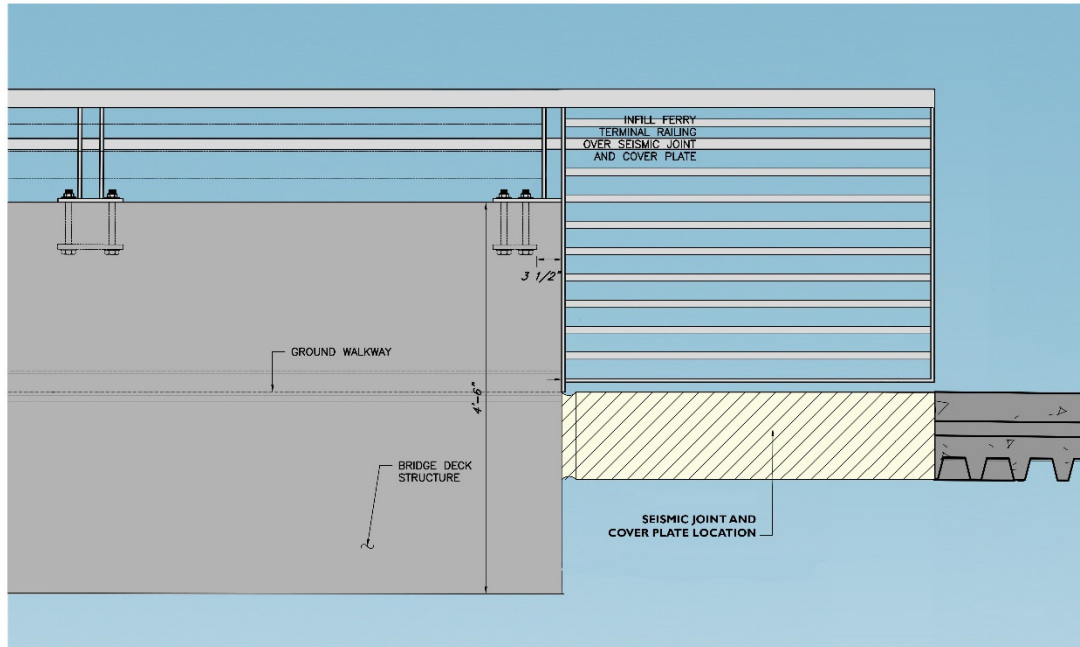 INFILL FERRY
TERMINAL RAILING
OVER SEISMIC JOINT
AND COVER PLATE
3 1/2"
GROUND WALKWAY
4'-6"
BRIDGE DECK
STRUCTURE
SEISMIC JOINT AND
COVER PLATE LOCATION